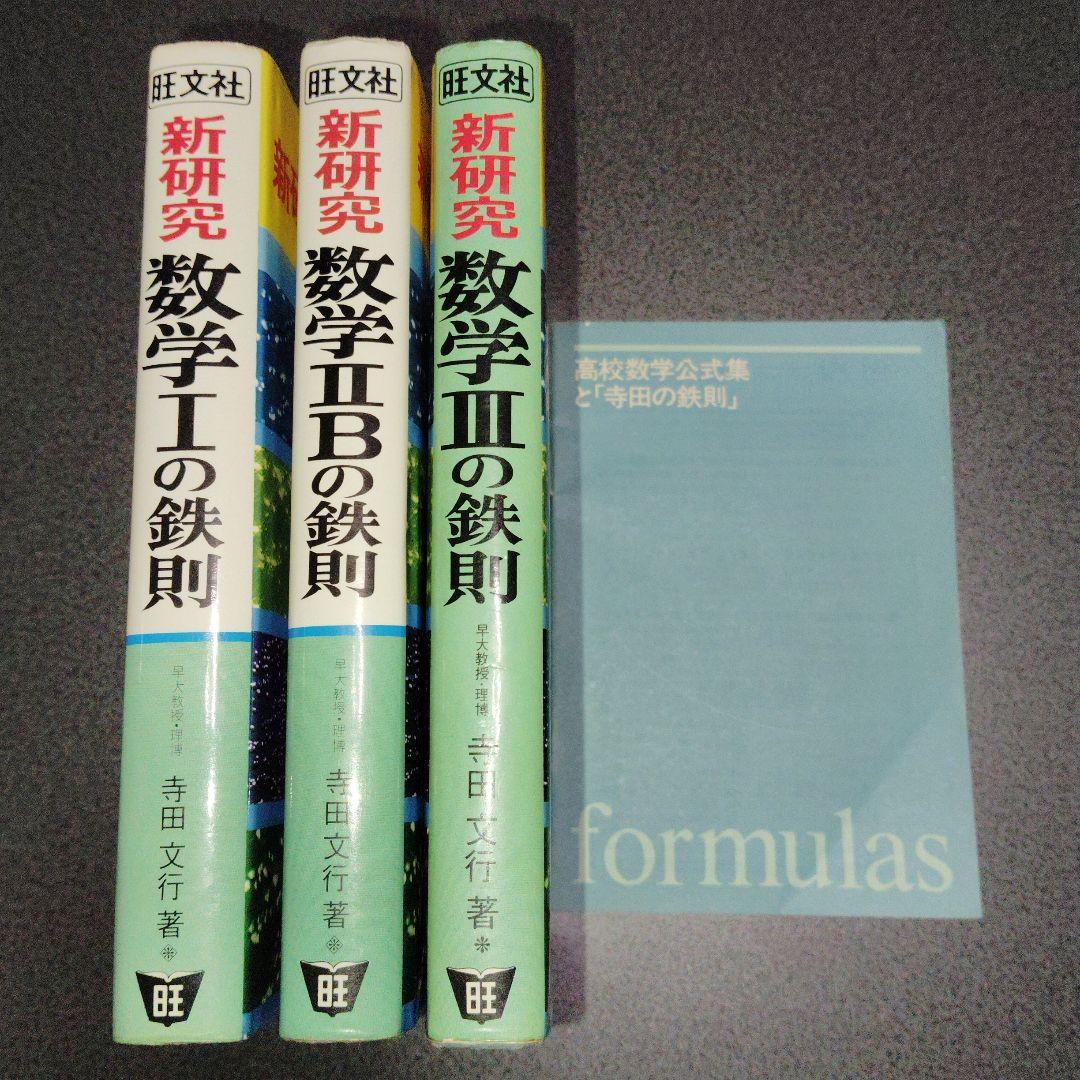 旺文社
新研究
数学Iの鉄則
早大教授・理博
寺田文行著
旺
旺文社
新研究
数学IIBの鉄則
早大教授・理博
寺田文行著
旺
旺文社
新研究
数学IIIの鉄則
早大教授・理博
寺田文行著
旺
高校数学公式集
と「寺田の鉄則」
formulas